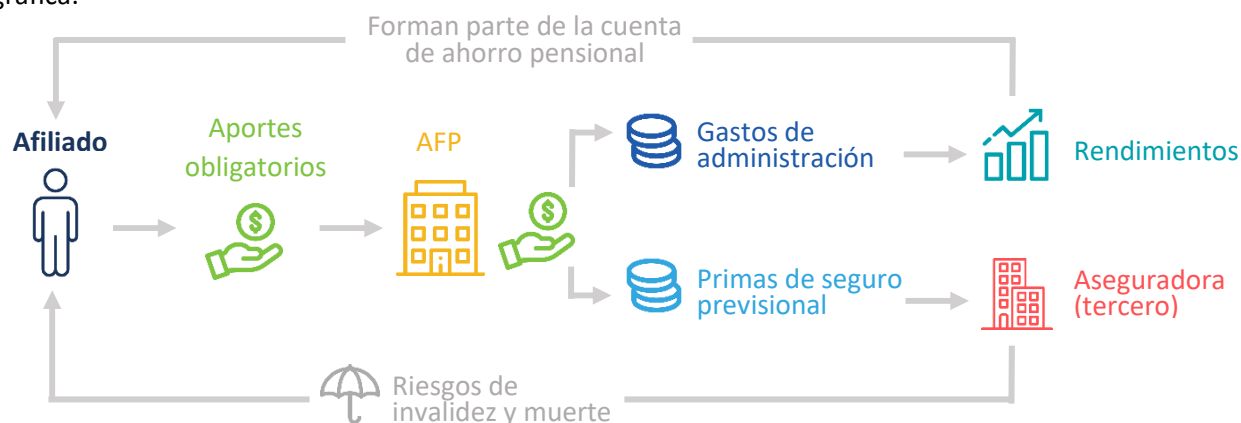 gráfica.
Forman parte de la cuenta
de ahorro pensional
Afiliado
Aportes
obligatorios
AFP
Gastos de
administración
Rendimientos
$
$
Primas de seguro
previsional
Aseguradora
(tercero)
Riesgos de
invalidez y muerte